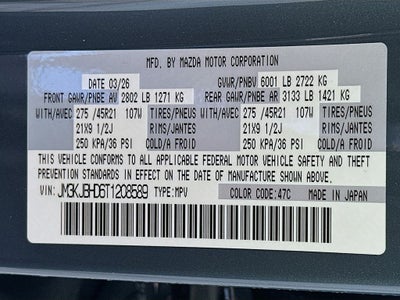 MFD. BY MAZDA MOTOR CORPORATION
DATE 03/26 GVWR/PNBV 6001 LB 2722 KG
FRONT GAWR/PNBE AV 2802 LB 1271 KG REAR GAWR/PNBE AR 3133 LB 1421 KG
WITH/AVEC 275 /45R21 107W TIRES/PNEUS WITH/AVEC 275 /45R21 107W TIRES/PNEUS
21X9 1/2J RIMS/JANTES 21X9 1/2J RIMS/JANTES
250 KPA/36 PSI COLD/A FROID 250 KPA/36 PSI COLD/A FROID
THIS VEHICLE CONFORMS TO ALL APPLICABLE FEDERAL MOTOR VEHICLE SAFETY AND THEFT
PREVENTION STANDARDS IN EFFECT ON THE DATE OF MANUFACTURE SHOWN ABOVE.
VIN: JM3KJBHD6T1208589 TYPE:MPV COLOR CODE:47C MADE IN JAPAN